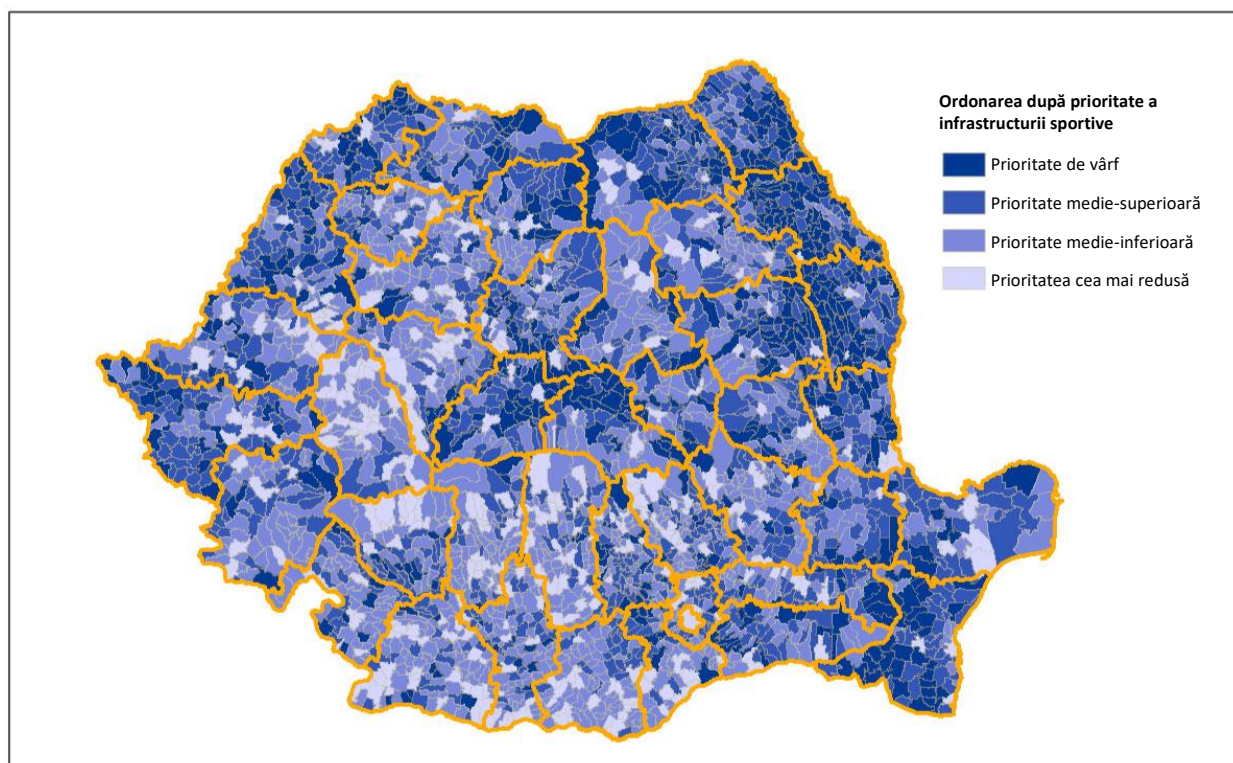 Ordonarea după prioritate a
infrastructurii sportive
Prioritate de vârf
Prioritate medie-superioară
Prioritate medie-inferioară
Prioritatea cea mai redusă